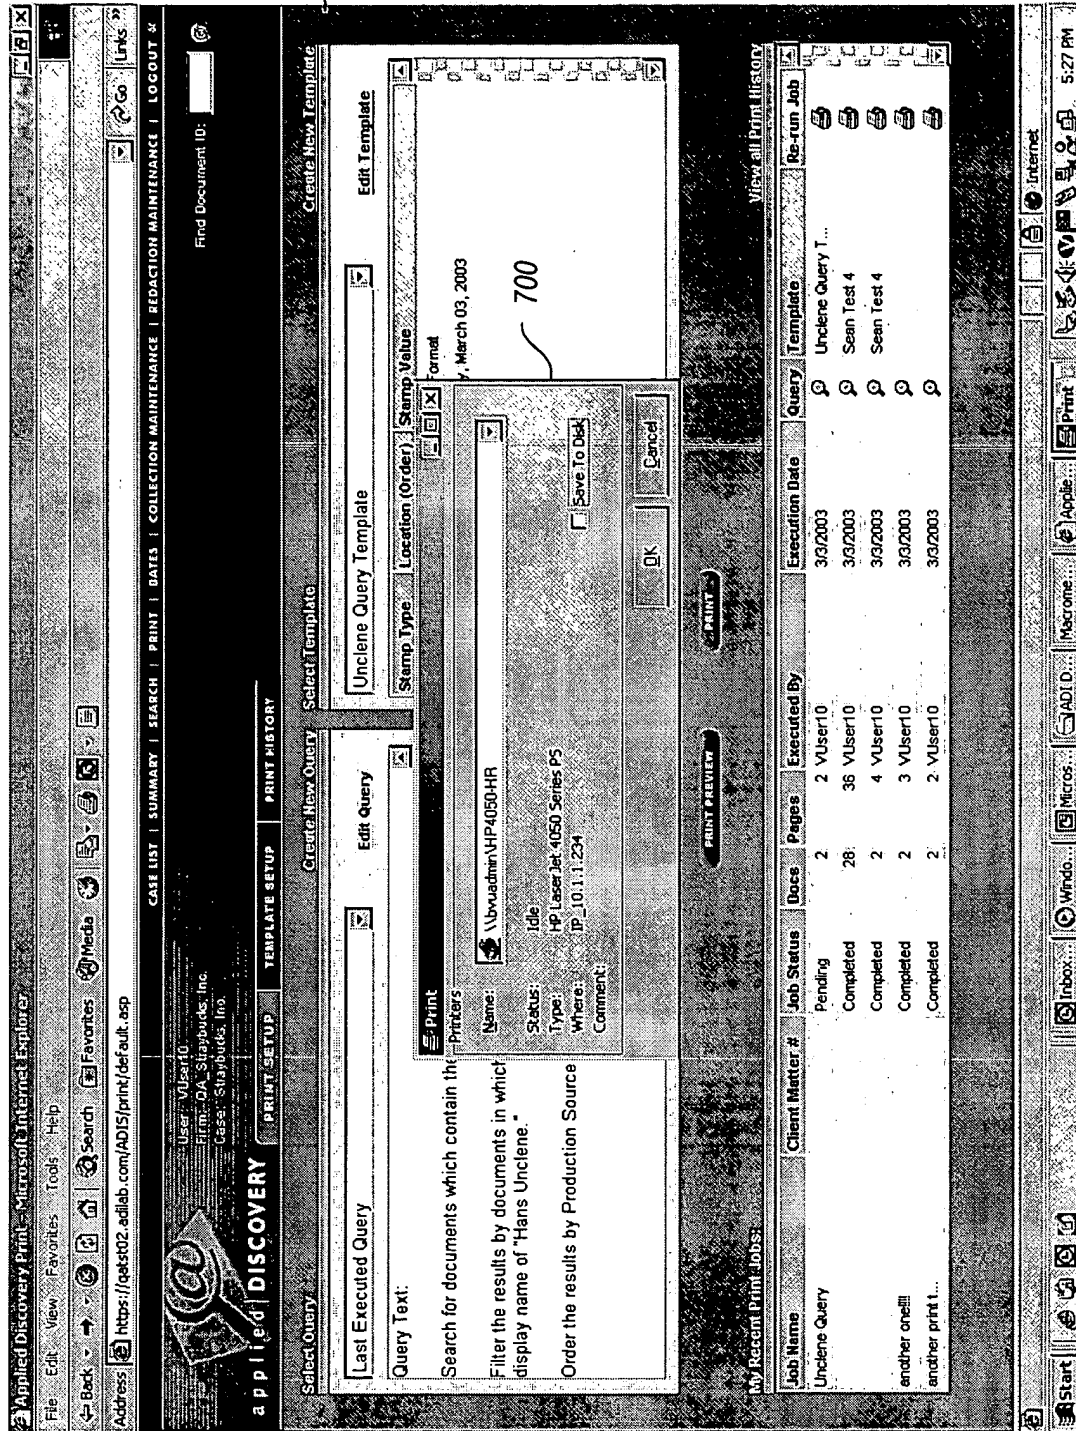 Applied Discovery Print - Microsoft Internet Explorer
File Edit View Favorites Tools Help
Back Search Favorites Media
Address https://qatst02.adilab.com/ADIS/print/default.asp Go Links »
CASE LIST | SUMMARY | SEARCH | PRINT | DATES | COLLECTION MAINTENANCE | REDACTION MAINTENANCE | LOGOUT
applied DISCOVERY
User: VUser10
Firm: QA_Straybucks, Inc.
Case: Straybucks, Inc.
Find Document ID:
PRINT SETUP TEMPLATE SETUP PRINT HISTORY
Select Query Create New Query Select Template Create New Template
Last Executed Query Edit Query Unclene Query Template Edit Template
Query Text:
Stamp Type Location (Order) Stamp Value
Search for documents which contain the
Format
y, March 03, 2003
Filter the results by documents in which
display name of "Hans Unclene."
Order the results by Production Source
700
Print
Printers
Name: \\bvuadmin\HP4050-HR
Status: Idle
Type: HP LaserJet 4050 Series PS
Where: IP_10.1.1.234
Comment:
Save To Disk
OK Cancel
PRINT PREVIEW PRINT
My Recent Print Jobs: View all Print History
Job Name Client Matter # Job Status Docs Pages Executed By Execution Date Query Template Re-run Job
Unclene Query Pending 2 2 VUser10 3/3/2003 Unclene Query T...
Completed 28 36 VUser10 3/3/2003 Sean Test 4
Completed 2 4 VUser10 3/3/2003 Sean Test 4
another one!!!! Completed 2 3 VUser10 3/3/2003
another print t... Completed 2 2 VUser10 3/3/2003
Internet
Start Inbox... Windo... Micros... ADI D... Macrome... Applie... Print 5:27 PM